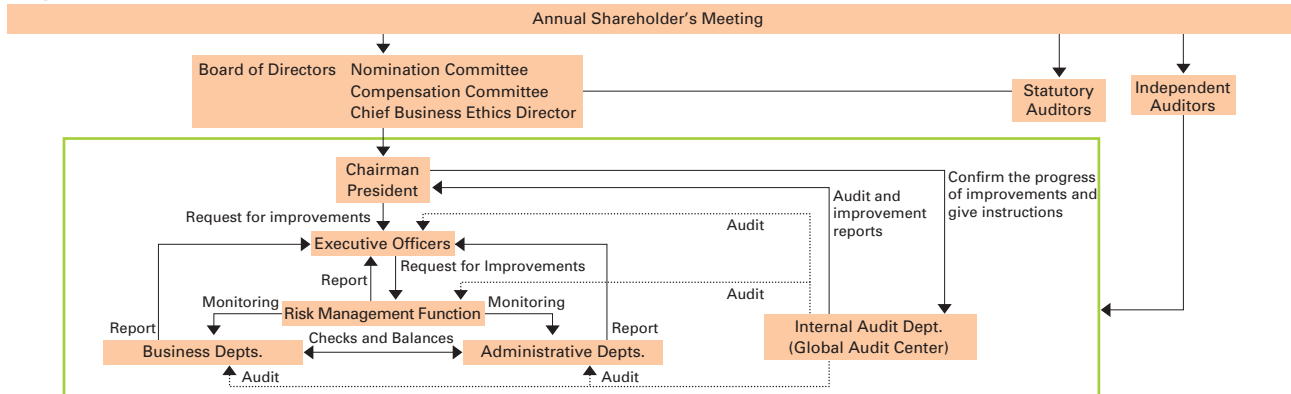 Annual Shareholder's Meeting
Board of Directors Nomination Committee
Compensation Committee
Chief Business Ethics Director
Statutory
Auditors
Independent
Auditors
Chairman
President
Confirm the progress
of improvements and
give instructions
Audit and
improvement
reports
Request for improvements
Audit
Executive Officers
Request for Improvements
Report
Audit
Monitoring
Monitoring
Risk Management Function
Report
Report
Checks and Balances
Internal Audit Dept.
(Global Audit Center)
Business Depts.
Administrative Depts.
Audit
Audit